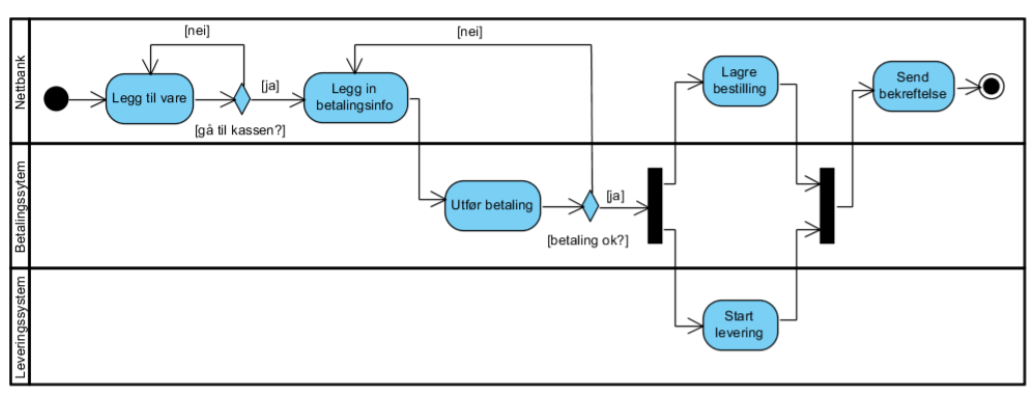 Nettbank
[nei]
Legg til vare
[gå til kassen?]
[ja]
Legg in
betalingsinfo
[nei]
Lagre
bestilling
Send
bekreftelse
Betalingssytem
Utfør betaling
[betaling ok?]
[ja]
Leveringssystem
Start
levering